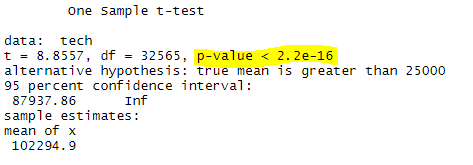 One Sample t-test
data: tech
t = 8.8557, df = 32565, p-value < 2.2e-16
alternative hypothesis: true mean is greater than 25000
95 percent confidence interval:
87937.86 Inf
sample estimates:
mean of x
102294.9